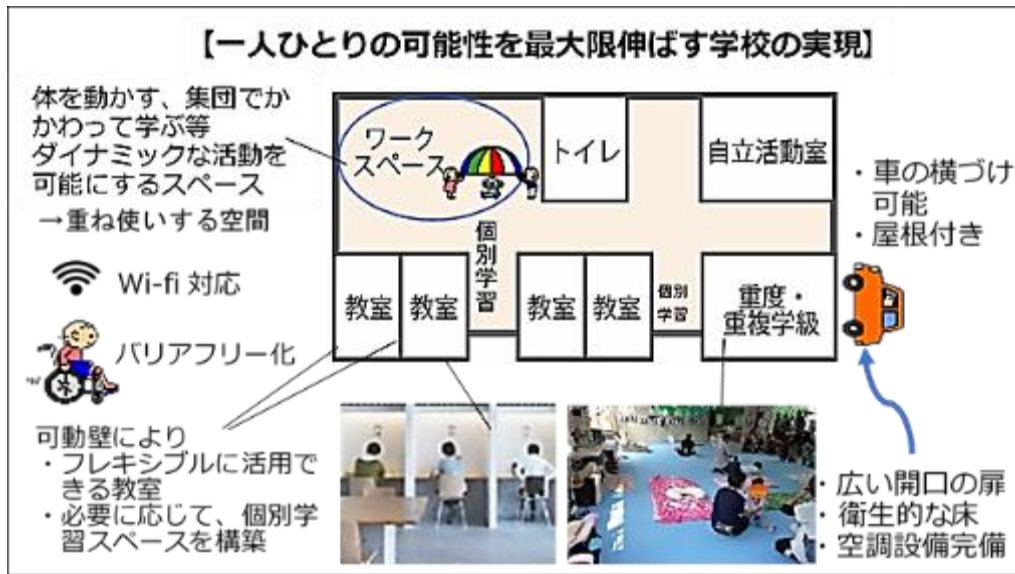 【一人ひとりの可能性を最大限伸ばす学校の実現】
体を動かす、集団でか
かわって学ぶ等
ダイナミックな活動を
可能にするスペース
→重ね使いする空間
Wi-fi 対応
バリアフリー化
可動壁により
・フレキシブルに活用で
きる教室
・必要に応じて、個別学
習スペースを構築
ワーク
スペース
トイレ
自立活動室
個別学習
教室
教室
教室
教室
個別
学習
重度・
重複学級
・車の横づけ
可能
・屋根付き
・広い開口の扉
・衛生的な床
・空調設備完備